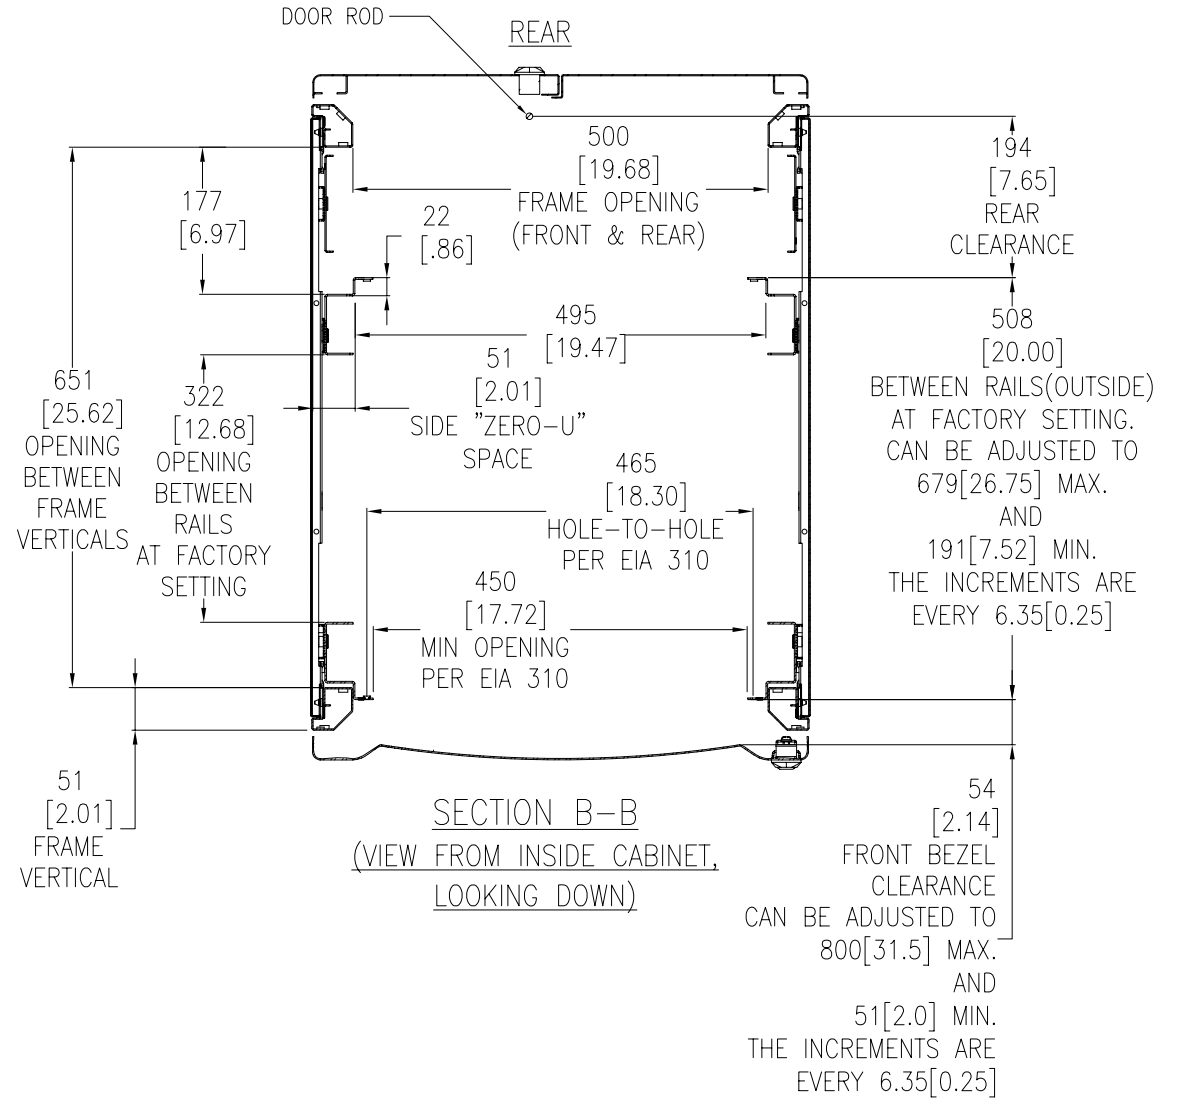 DOOR ROD
REAR
500
[19.68]
FRAME OPENING
(FRONT & REAR)
194
[7.65]
REAR
CLEARANCE
177
[6.97]
22
[.86]
495
[19.47]
508
[20.00]
BETWEEN RAILS(OUTSIDE)
AT FACTORY SETTING.
CAN BE ADJUSTED TO
679[26.75] MAX.
AND
191[7.52] MIN.
THE INCREMENTS ARE
EVERY 6.35[0.25]
651
[25.62]
OPENING
BETWEEN
FRAME
VERTICALS
322
[12.68]
OPENING
BETWEEN
RAILS
AT FACTORY
SETTING
51
[2.01]
SIDE "ZERO-U"
SPACE
465
[18.30]
HOLE-TO-HOLE
PER EIA 310
450
[17.72]
MIN OPENING
PER EIA 310
51
[2.01]
FRAME
VERTICAL
SECTION B-B
(VIEW FROM INSIDE CABINET,
LOOKING DOWN)
54
[2.14]
FRONT BEZEL
CLEARANCE
CAN BE ADJUSTED TO
800[31.5] MAX.
AND
51[2.0] MIN.
THE INCREMENTS ARE
EVERY 6.35[0.25]